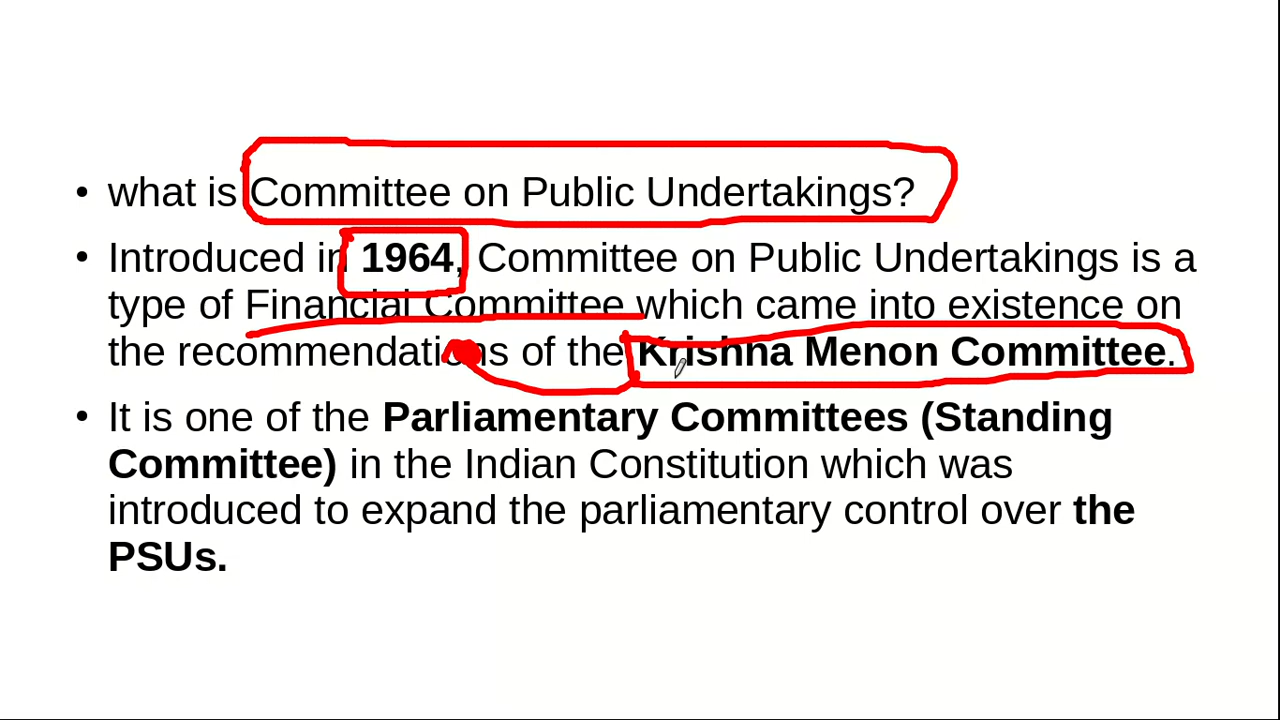 • what is Committee on Public Undertakings?
• Introduced in 1964, Committee on Public Undertakings is a
type of Financial Committee which came into existence on
the recommendations of the Krishna Menon Committee.
• It is one of the Parliamentary Committees (Standing
Committee) in the Indian Constitution which was
introduced to expand the parliamentary control over the
PSUs.